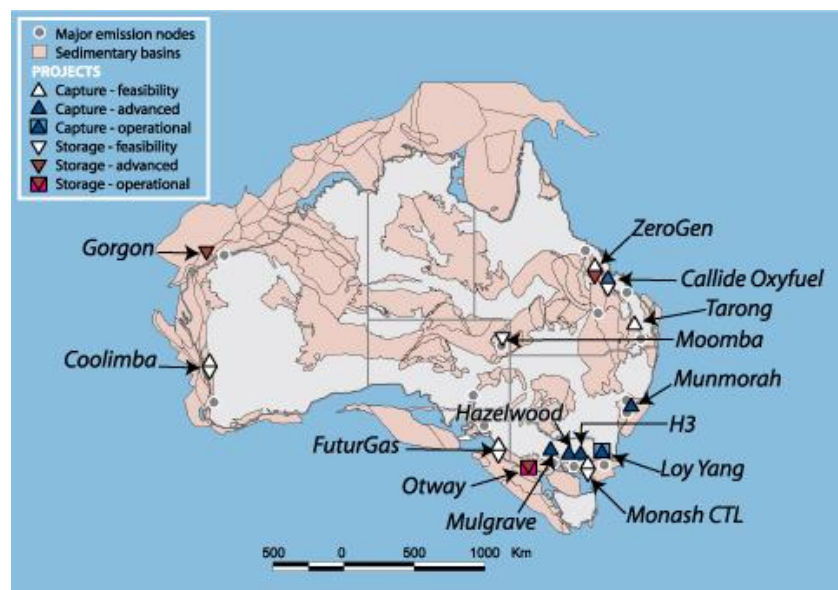 Major emission nodes
Sedimentary basins
PROJECTS
Capture - feasibility
Capture - advanced
Capture - operational
Storage - feasibility
Storage - advanced
Storage - operational
ZeroGen
Gorgon
Callide Oxyfuel
Tarong
Moomba
Coolimba
Munmorah
Hazelwood
H3
FuturGas
Loy Yang
Otway
Mulgrave
Monash CTL
500 0 500 1000 Km